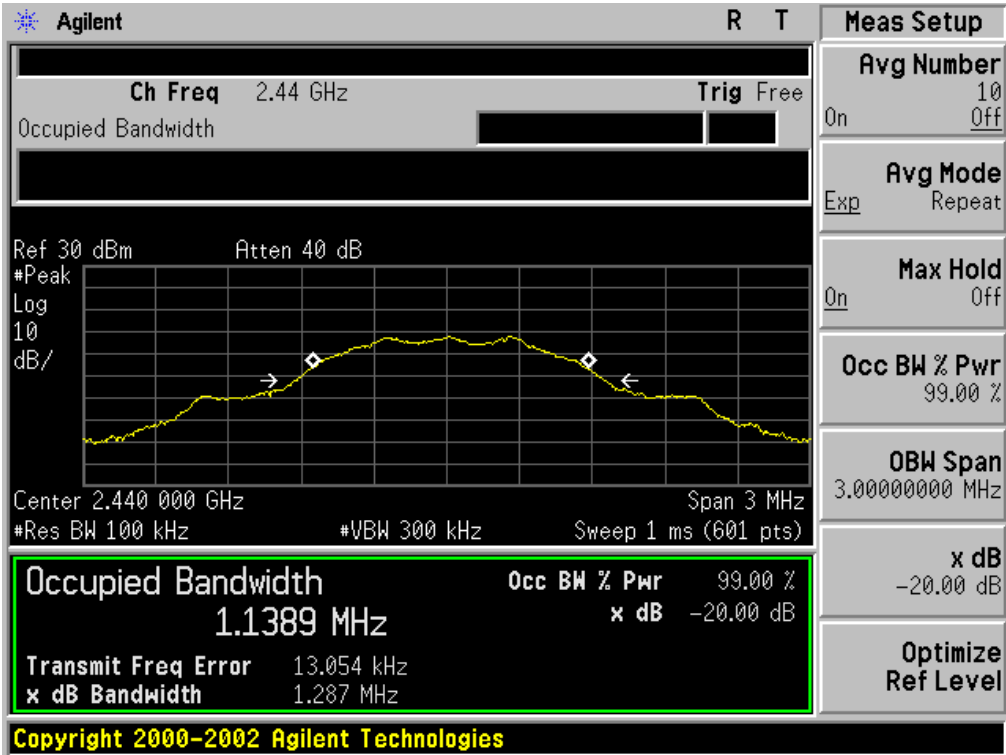 Agilent R T
Meas Setup
Ch Freq 2.44 GHz Trig Free
Occupied Bandwidth
Ref 30 dBm Atten 40 dB
#Peak
Log
10
dB/
Center 2.440 000 GHz Span 3 MHz
#Res BW 100 kHz #VBW 300 kHz Sweep 1 ms (601 pts)
Occupied Bandwidth Occ BW % Pwr 99.00 %
1.1389 MHz x dB -20.00 dB
Transmit Freq Error 13.054 kHz
x dB Bandwidth 1.287 MHz
Avg Number
10
On Off
Avg Mode
Exp Repeat
Max Hold
On Off
Occ BW % Pwr
99.00 %
OBW Span
3.00000000 MHz
x dB
-20.00 dB
Optimize
Ref Level
Copyright 2000-2002 Agilent Technologies